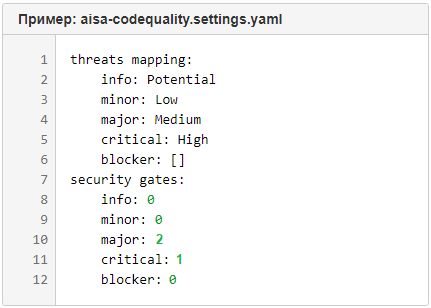 Пример: aisa-codequality.settings.yaml
1 threats mapping:
2     info: Potential
3     minor: Low
4     major: Medium
5     critical: High
6     blocker: []
7 security gates:
8     info: 0
9     minor: 0
10     major: 2
11     critical: 1
12     blocker: 0